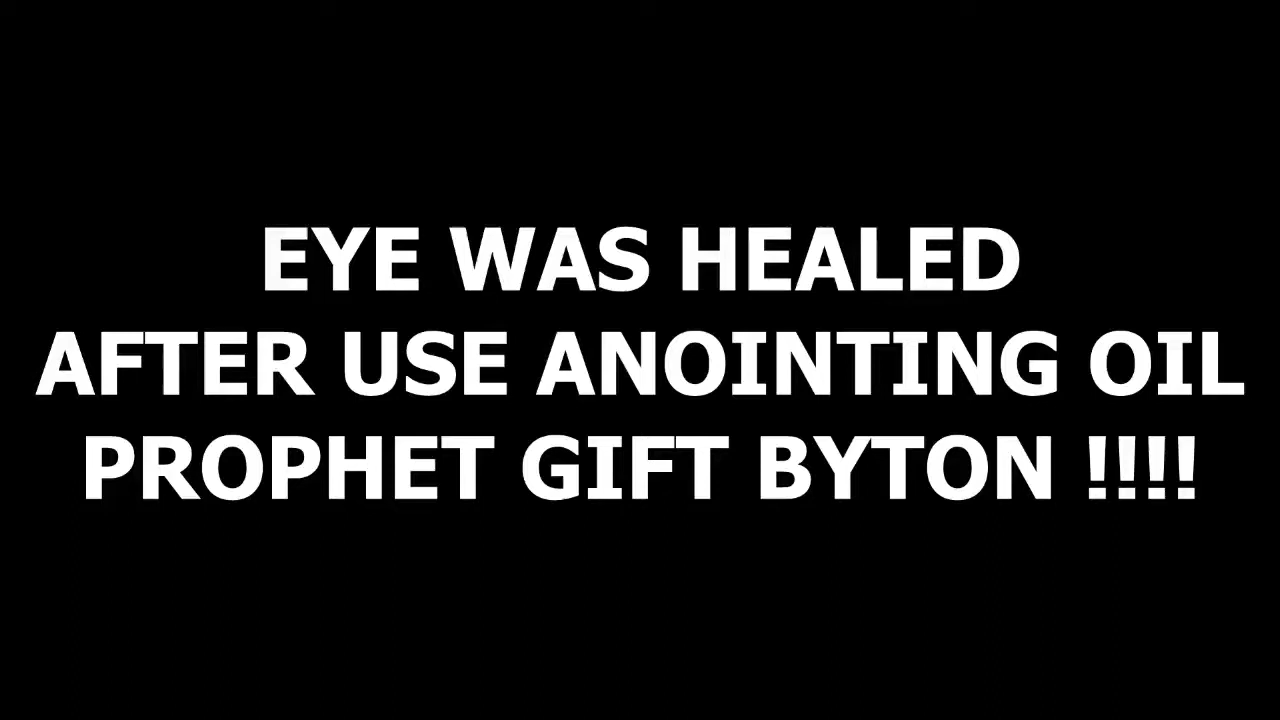 EYE WAS HEALED
AFTER USE ANOINTING OIL
PROPHET GIFT BYTON !!!!